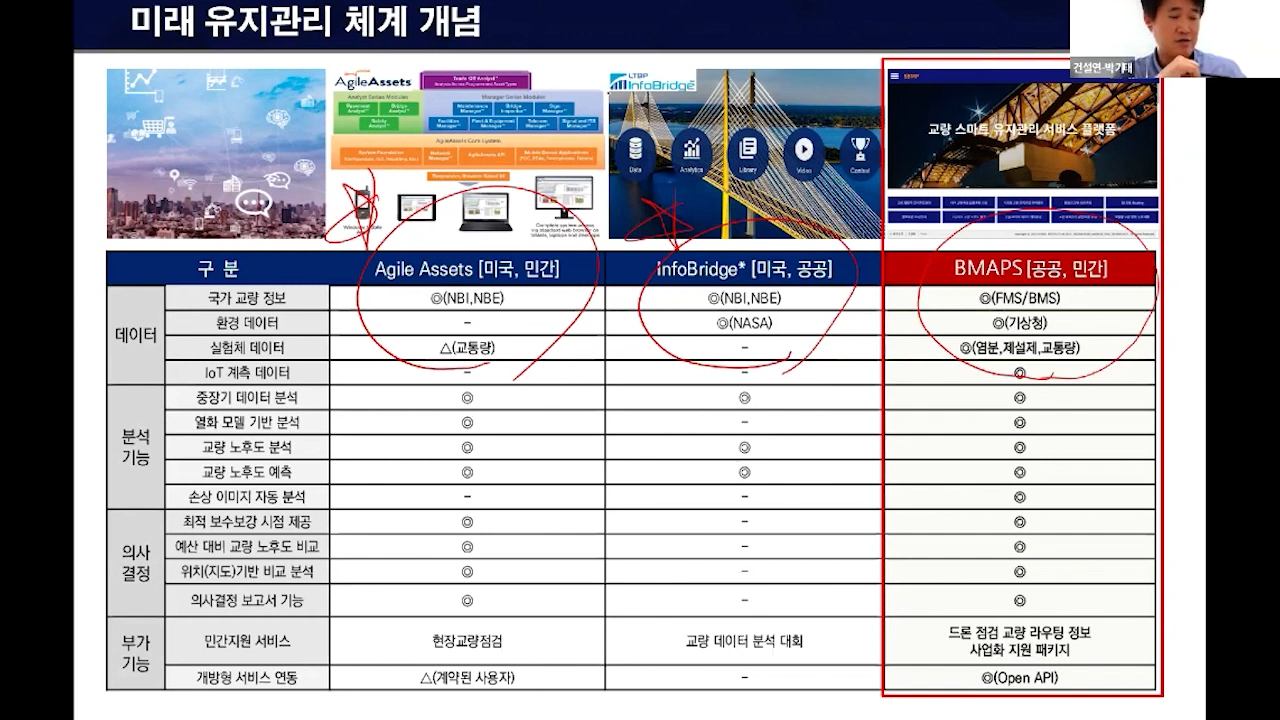 미래 유지관리 체계 개념
건설연-박기태
AgileAssets
Trade Off Analyst
Analyst Series Modules
Manager Series Modules
AgileAssets Core System
LTBP
InfoBridge
Data
Analytics
Library
Video
Contest
교량 스마트 유지관리 서비스 플랫폼
구 분
Agile Assets [미국, 민간]
InfoBridge* [미국, 공공]
BMAPS [공공, 민간]
데이터
국가 교량 정보
◎(NBI,NBE)
◎(NBI,NBE)
◎(FMS/BMS)
환경 데이터
-
◎(NASA)
◎(기상청)
실험체 데이터
△(교통량)
-
◎(염분,제설제,교통량)
IoT 계측 데이터
-
-
◎
분석
기능
중장기 데이터 분석
◎
◎
◎
열화 모델 기반 분석
◎
-
◎
교량 노후도 분석
◎
◎
◎
교량 노후도 예측
◎
◎
◎
손상 이미지 자동 분석
-
-
◎
의사
결정
최적 보수보강 시점 제공
◎
-
◎
예산 대비 교량 노후도 비교
◎
-
◎
위치(지도)기반 비교 분석
◎
-
◎
의사결정 보고서 기능
◎
-
◎
부가
기능
민간지원 서비스
현장교량점검
교량 데이터 분석 대회
드론 점검 교량 라우팅 정보
사업화 지원 패키지
개방형 서비스 연동
△(계약된 사용자)
-
◎(Open API)